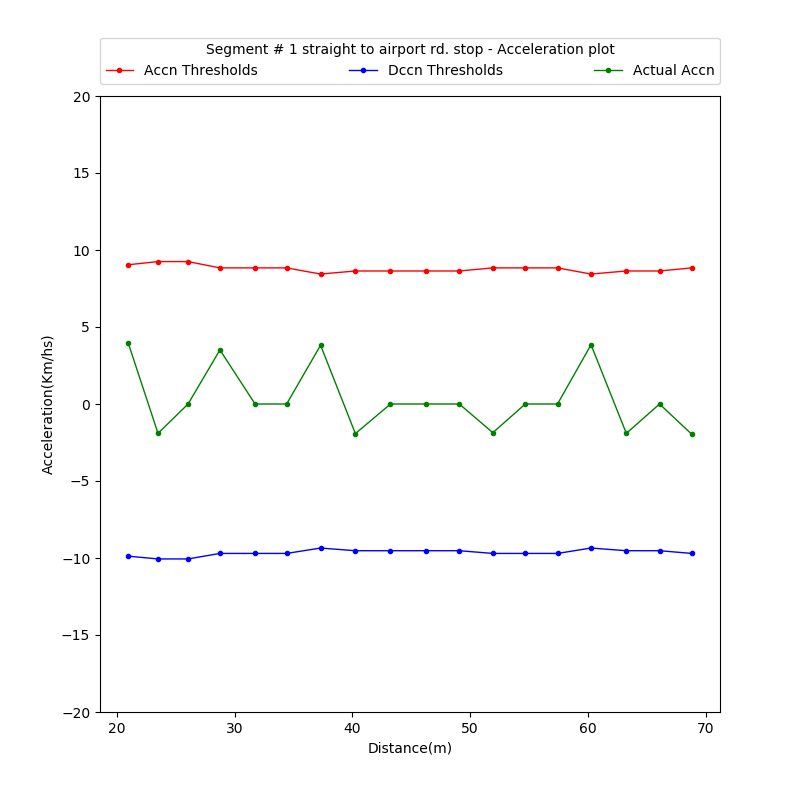 Segment # 1 straight to airport rd. stop - Acceleration plot
Accn Thresholds Dccn Thresholds Actual Accn
20
15
10
5
0
−5
−10
−15
−20
Acceleration(Km/hs)
20 30 40 50 60 70
Distance(m)